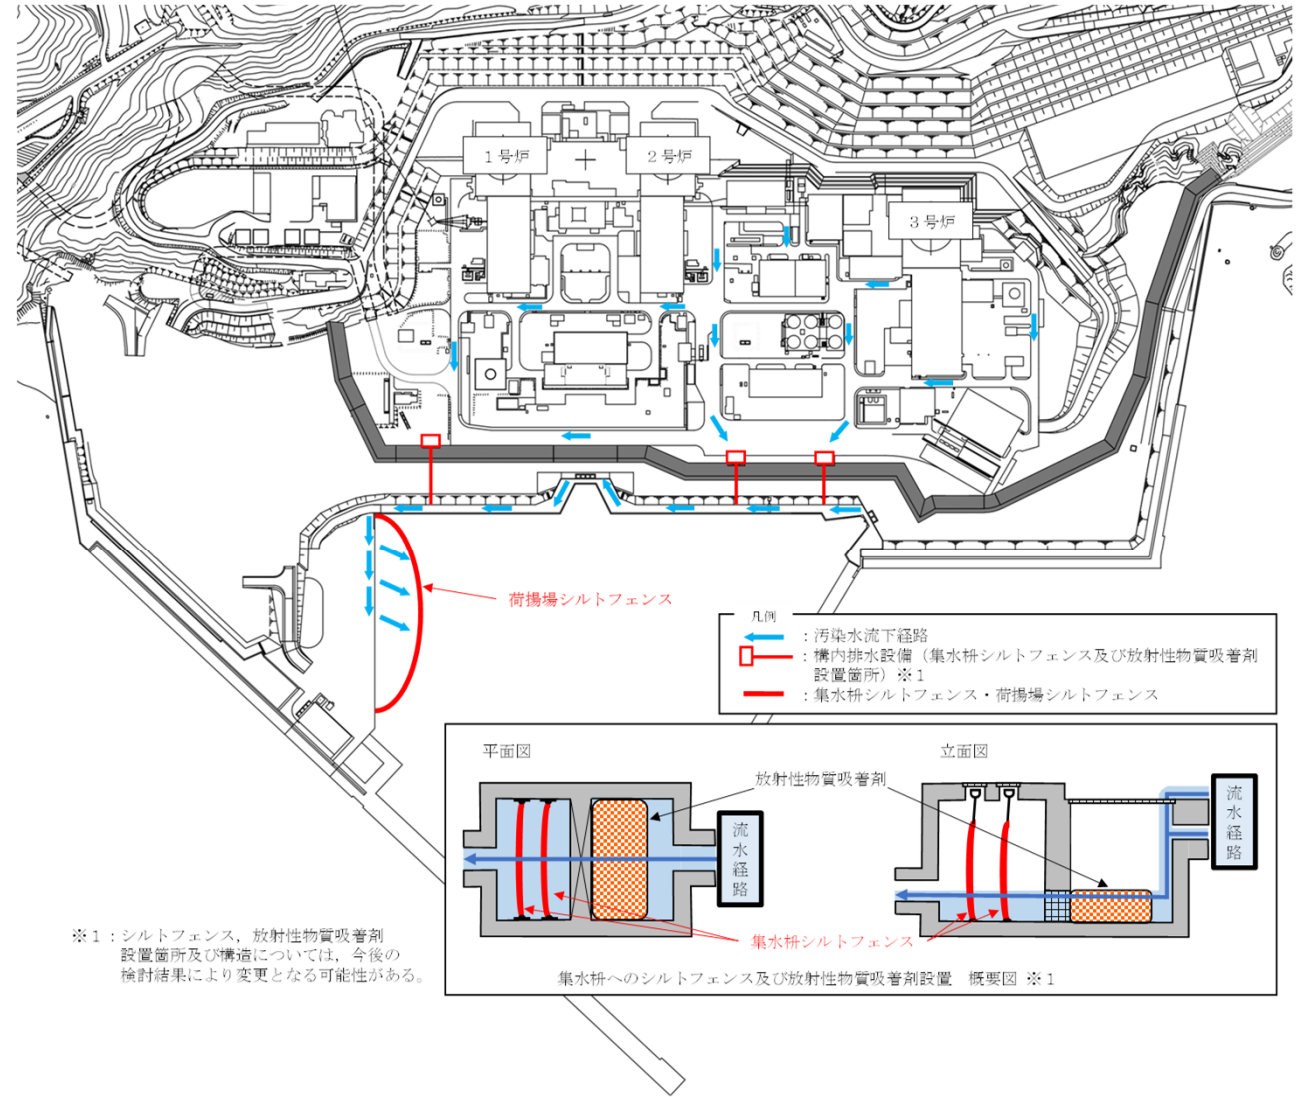 1号炉
2号炉
3号炉
荷揚場シルトフェンス
凡例
：汚染水流下経路
：構内排水設備（集水枡シルトフェンス及び放射性物質吸着剤
設置箇所）※1
：集水枡シルトフェンス・荷揚場シルトフェンス
平面図
立面図
放射性物質吸着剤
流水経路
流水経路
集水枡シルトフェンス
集水枡へのシルトフェンス及び放射性物質吸着剤設置　概要図 ※1
※1：シルトフェンス，放射性物質吸着剤
設置箇所及び構造については，今後の
検討結果により変更となる可能性がある。